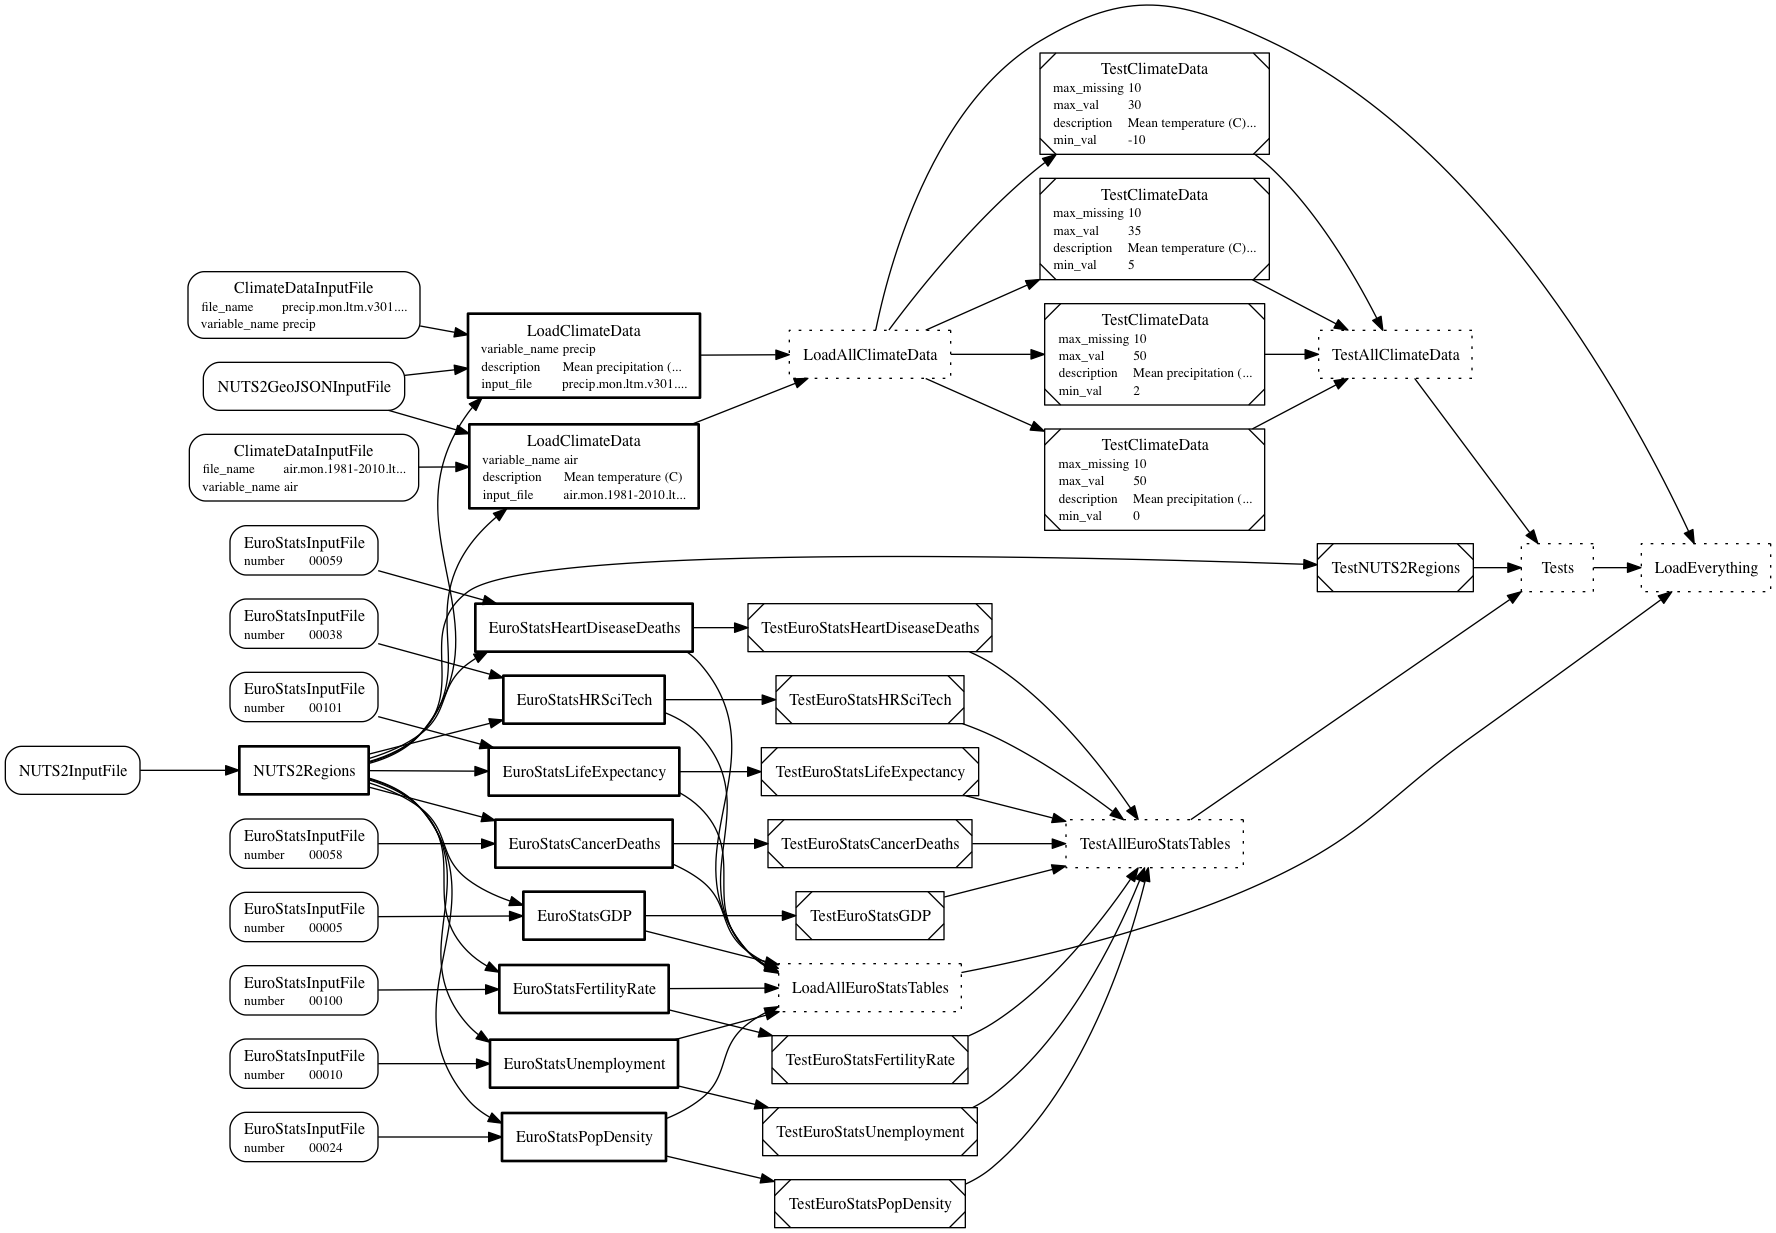 TestClimateData
max_missing 10
max_val 30
description Mean temperature (C)...
min_val -10
TestClimateData
max_missing 10
max_val 35
description Mean temperature (C)...
min_val 5
ClimateDataInputFile
file_name precip.mon.ltm.v301....
variable_name precip
NUTS2GeoJSONInputFile
ClimateDataInputFile
file_name air.mon.1981-2010.lt...
variable_name air
LoadClimateData
variable_name precip
description Mean precipitation (...
input_file precip.mon.ltm.v301....
LoadClimateData
variable_name air
description Mean temperature (C)
input_file air.mon.1981-2010.lt...
LoadAllClimateData
TestClimateData
max_missing 10
max_val 50
description Mean precipitation (...
min_val 2
TestClimateData
max_missing 10
max_val 50
description Mean precipitation (...
min_val 0
TestAllClimateData
EuroStatsInputFile
number 00059
TestNUTS2Regions
Tests
LoadEverything
EuroStatsInputFile
number 00038
EuroStatsHeartDiseaseDeaths
TestEuroStatsHeartDiseaseDeaths
EuroStatsInputFile
number 00101
EuroStatsHRSciTech
TestEuroStatsHRSciTech
NUTS2InputFile
NUTS2Regions
EuroStatsLifeExpectancy
TestEuroStatsLifeExpectancy
EuroStatsInputFile
number 00058
EuroStatsCancerDeaths
TestEuroStatsCancerDeaths
TestAllEuroStatsTables
EuroStatsInputFile
number 00005
EuroStatsGDP
TestEuroStatsGDP
EuroStatsInputFile
number 00100
EuroStatsFertilityRate
LoadAllEuroStatsTables
EuroStatsInputFile
number 00010
EuroStatsUnemployment
TestEuroStatsFertilityRate
EuroStatsInputFile
number 00024
EuroStatsPopDensity
TestEuroStatsUnemployment
TestEuroStatsPopDensity